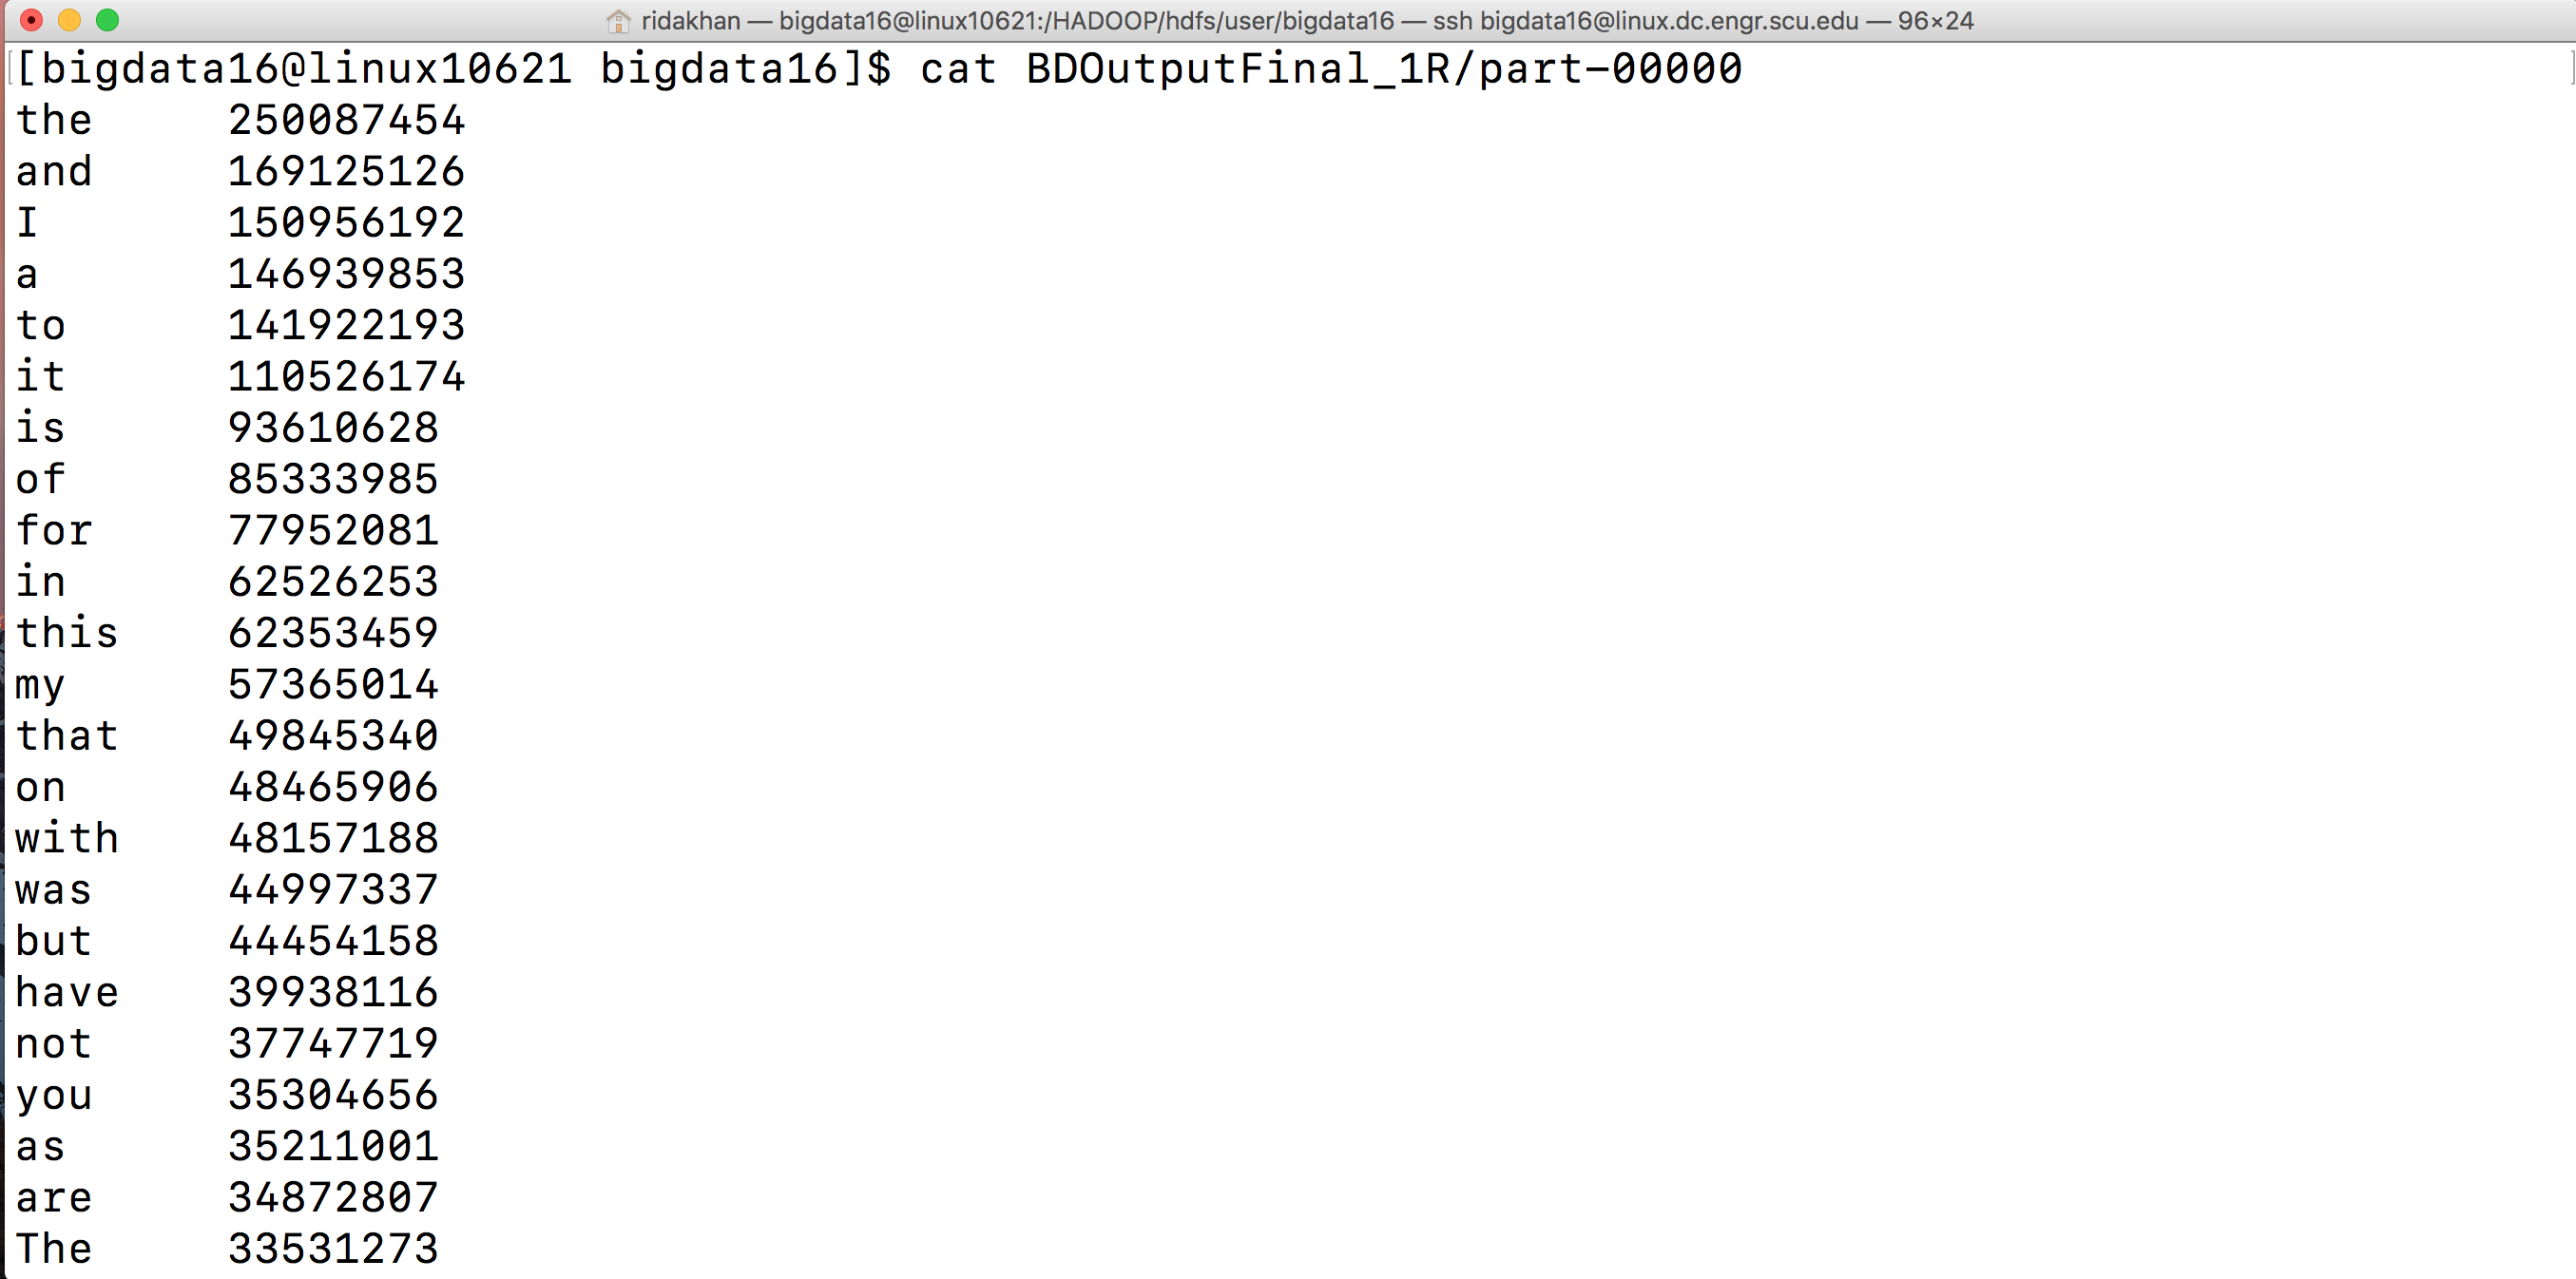 ridakhan — bigdata16@linux10621:/HADOOP/hdfs/user/bigdata16 — ssh bigdata16@linux.dc.engr.scu.edu — 96×24
[bigdata16@linux10621 bigdata16]$ cat BDOutputFinal_1R/part-00000
the 250087454
and 169125126
I 150956192
a 146939853
to 141922193
it 110526174
is 93610628
of 85333985
for 77952081
in 62526253
this 62353459
my 57365014
that 49845340
on 48465906
with 48157188
was 44997337
but 44454158
have 39938116
not 37747719
you 35304656
as 35211001
are 34872807
The 33531273